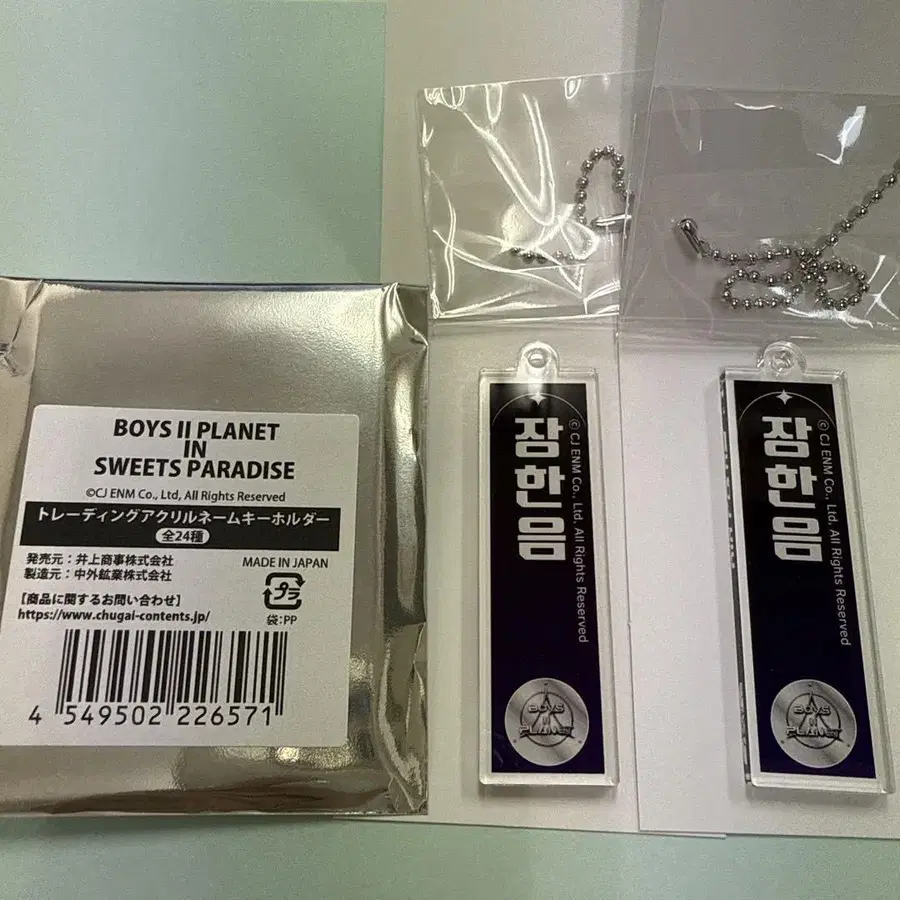 BOYS II PLANET
IN
SWEETS PARADISE
©CJ ENM Co., Ltd, All Rights Reserved
トレーディングアクリルネームキーホルダー
全24種
発売元：井上商事株式会社
MADE IN JAPAN
製造元：中外鉱業株式会社
プラ
【商品に関するお問い合わせ】
https://www.chugai-contents.jp/
袋:PP
4 549502 226571
장한음
© CJ ENM Co., Ltd, All Rights Reserved
BOYS
II
PLANET
장한음
© CJ ENM Co., Ltd, All Rights Reserved
BOYS
II
PLANET